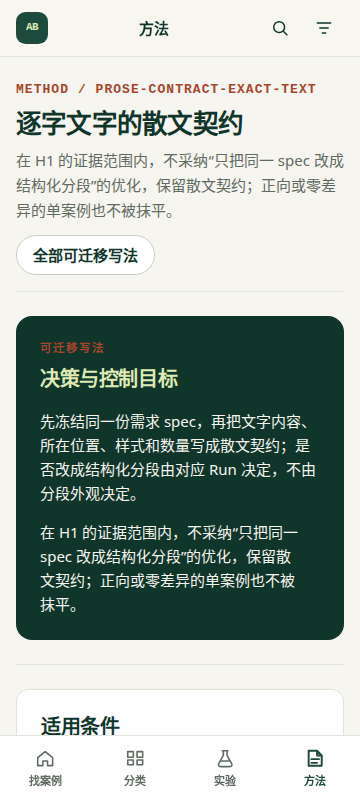 AB
方法
METHOD / PROSE-CONTRACT-EXACT-TEXT
逐字文字的散文契约
在 H1 的证据范围内，不采纳“只把同一 spec 改成
结构化分段”的优化，保留散文契约；正向或零差
异的单案例也不被抹平。
全部可迁移写法
可迁移写法
决策与控制目标
先冻结同一份需求 spec，再把文字内容、
所在位置、样式和数量写成散文契约；是
否改成结构化分段由对应 Run 决定，不由
分段外观决定。
在 H1 的证据范围内，不采纳“只把同一
spec 改成结构化分段”的优化，保留散
文契约；正向或零差异的单案例也不被
抹平。
适用条件
找案例
分类
实验
方法